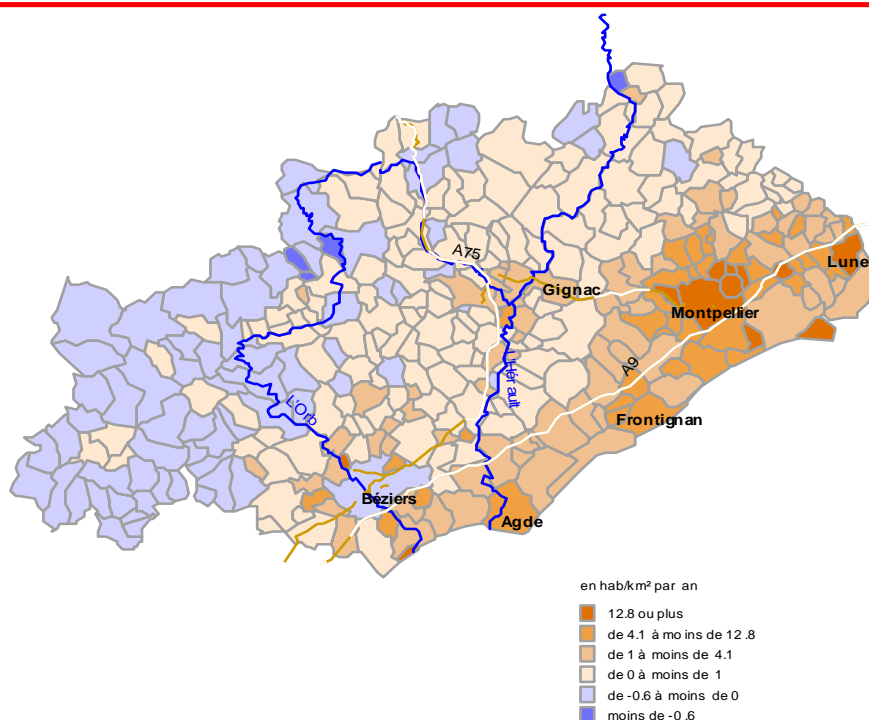 A75
Gignac
Lune
Montpellier
A9
L'Hérault
Frontignan
L'Orb
Béziers
Agde
en hab/km² par an
12.8 ou plus
de 4.1 à moins de 12.8
de 1 à moins de 4.1
de 0 à moins de 1
de -0.6 à moins de 0
moins de -0.6